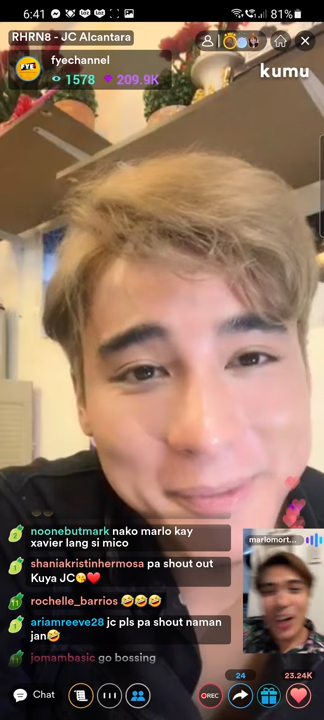 6:41
81%
RHRN8 - JC Alcantara
fyechannel
FYE
1578 209.9K
kumu
noonebutmark nako marlo kay
xavier lang si mico
marlomort...
shaniakristinhermosa pa shout out
Kuya JC😘❤️
rochelle_barrios 🤣🤣🤣
ariamreeve28 jc pls pa shout naman
jan🤣
jomambasic go bossing
24
23.24K
Chat
REC